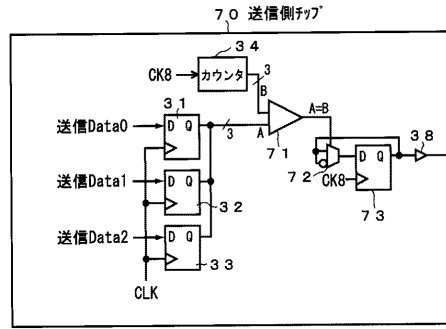 ７０ 送信側ﾁｯﾌﾟ
３４
CK8
カウンタ
3
B
３１
送信Data0
D Q
3
A
７１
A=B
送信Data1
D Q
３２
送信Data2
D Q
３３
CLK
７２
CK8
D Q
７３
３８